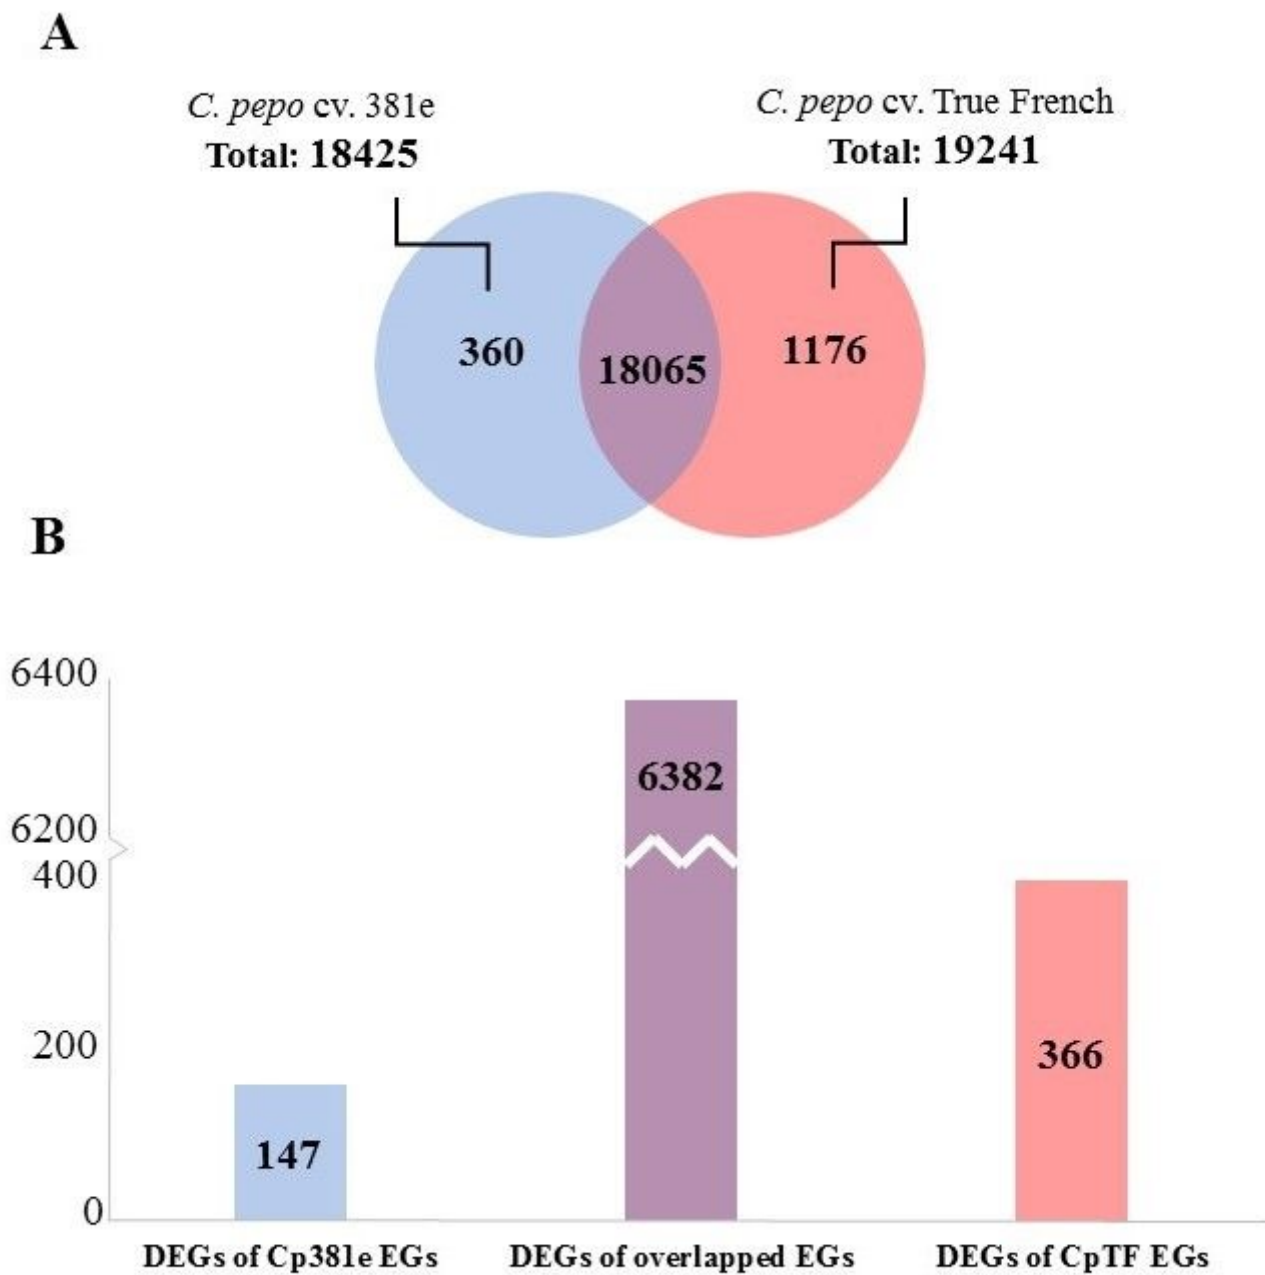 A
C. pepo cv. 381e
Total: 18425
C. pepo cv. True French
Total: 19241
360
18065
1176
B
6400
6200
400
200
0
6382
366
147
DEGs of Cp381e EGs
DEGs of overlapped EGs
DEGs of CpTF EGs